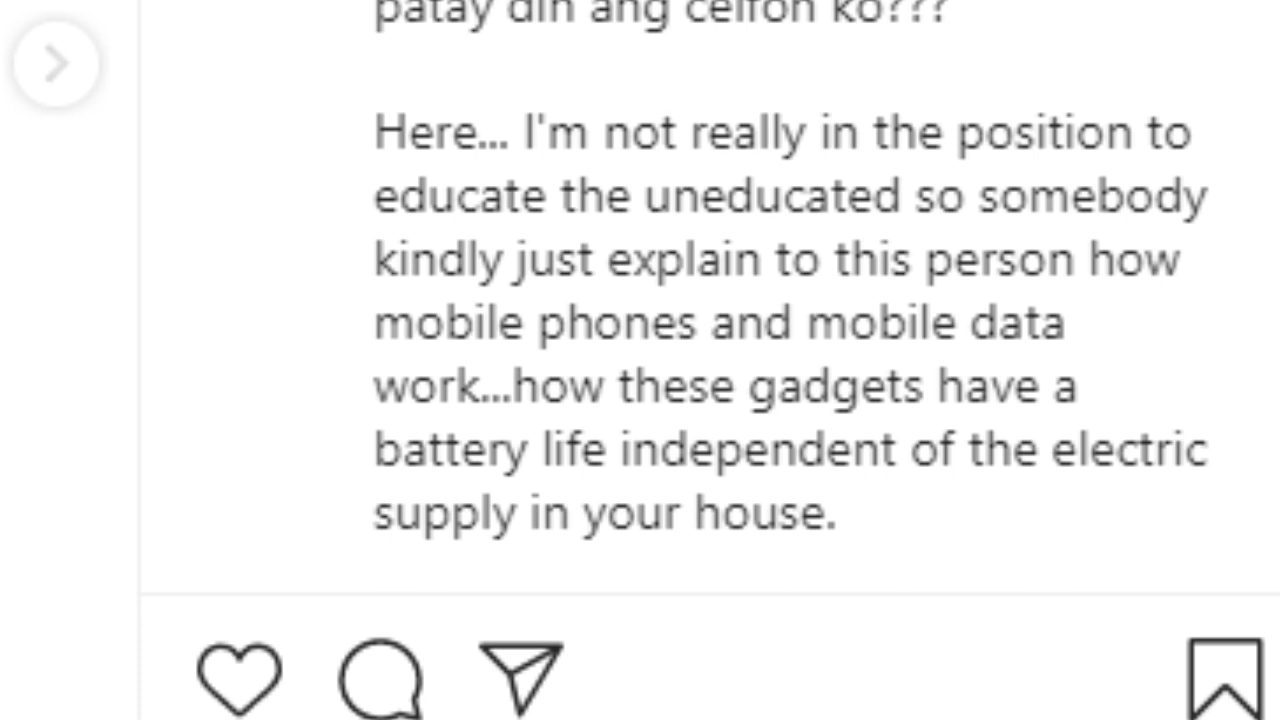 patay din ang celfon ko???
Here... I'm not really in the position to
educate the uneducated so somebody
kindly just explain to this person how
mobile phones and mobile data
work...how these gadgets have a
battery life independent of the electric
supply in your house.